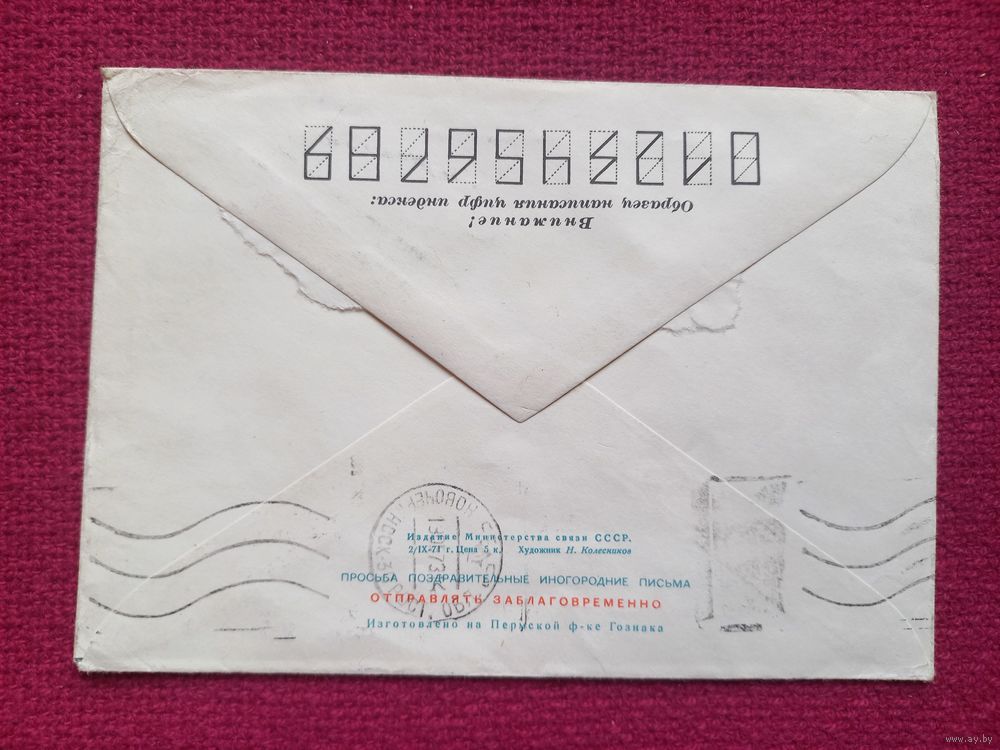 Внимание!
Образец написания цифр индекса:
0123456789
Издание Министерства связи СССР.
2/IX-71 г. Цена 5 к. Художник Н. Колесников
ПРОСЬБА ПОЗДРАВИТЕЛЬНЫЕ ИНОГОРОДНИЕ ПИСЬМА
ОТПРАВЛЯТЬ ЗАБЛАГОВРЕМЕННО
Изготовлено на Пермской ф-ке Гознака
www.ay.by